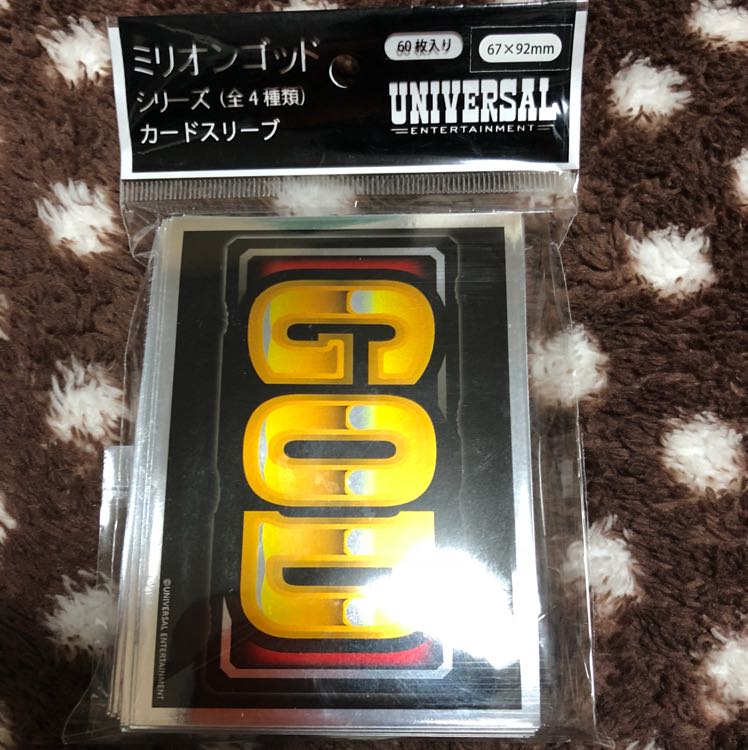 ミリオンゴッド
シリーズ（全4種類）
カードスリーブ
60枚入り
67×92mm
UNIVERSAL
ENTERTAINMENT
GOD
©UNIVERSAL ENTERTAINMENT